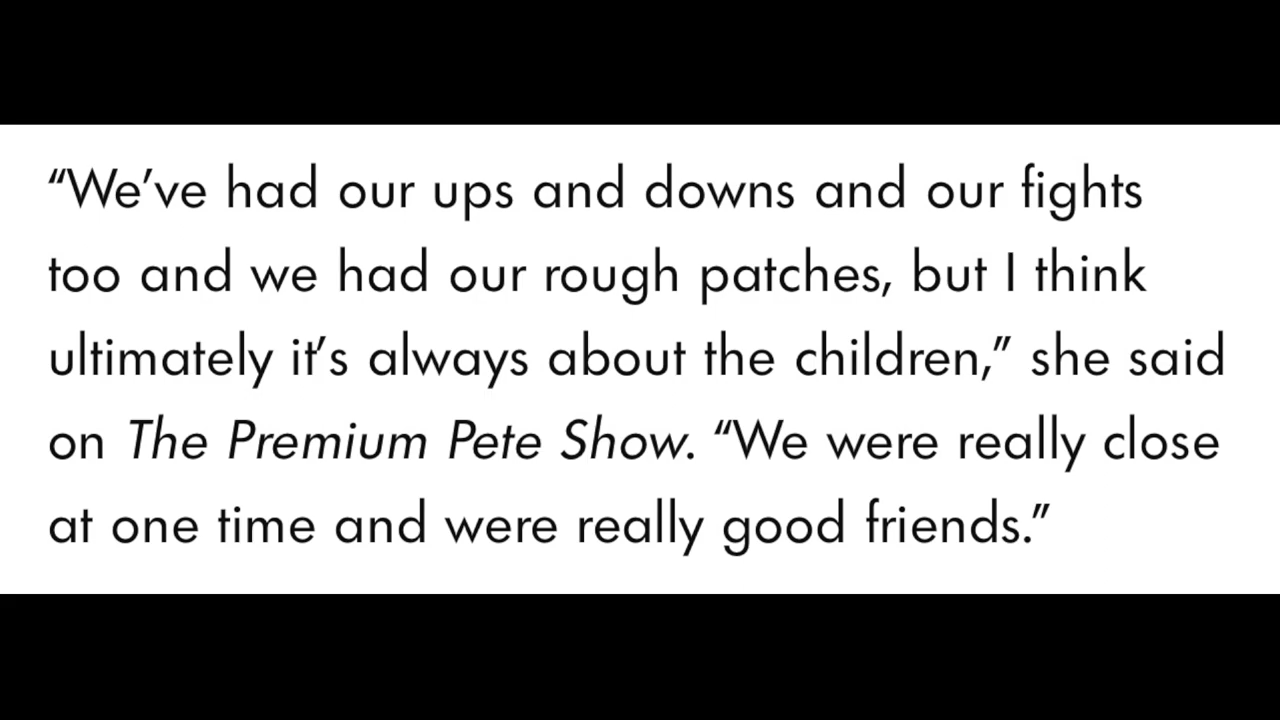 “We’ve had our ups and downs and our fights
too and we had our rough patches, but I think
ultimately it’s always about the children,” she said
on The Premium Pete Show. “We were really close
at one time and were really good friends.”